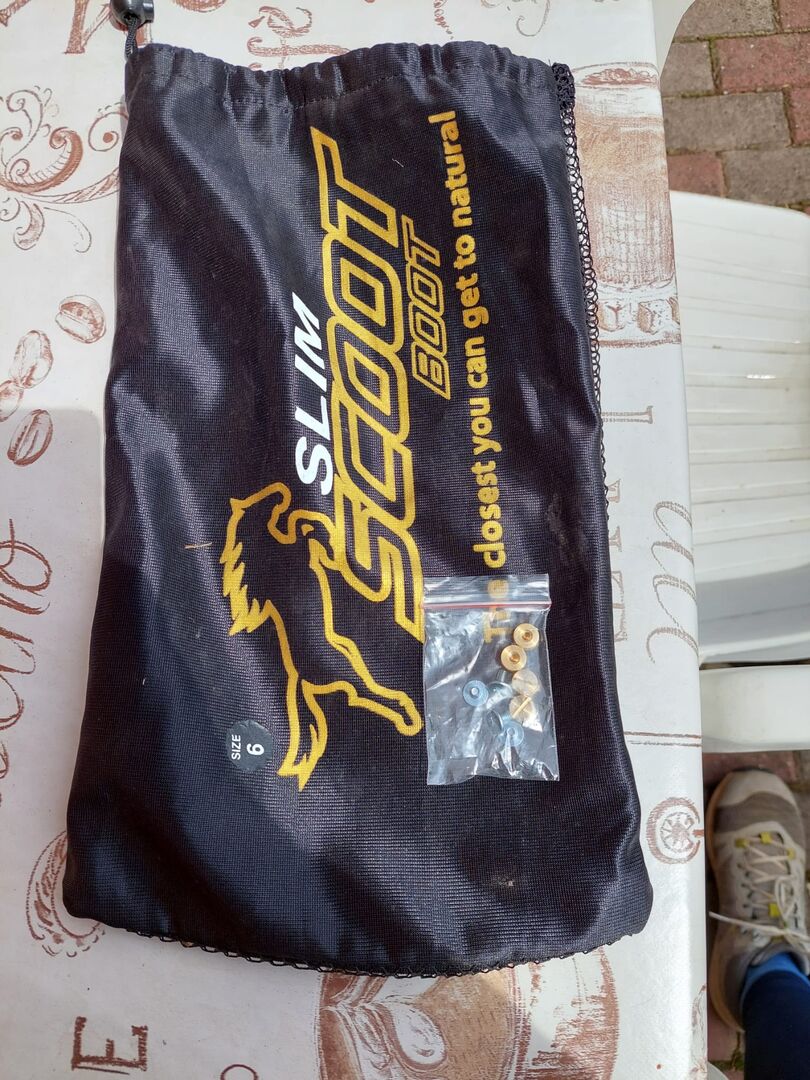 SLIM
SCOOT
BOOT
The closest you can get to natural
SIZE
6